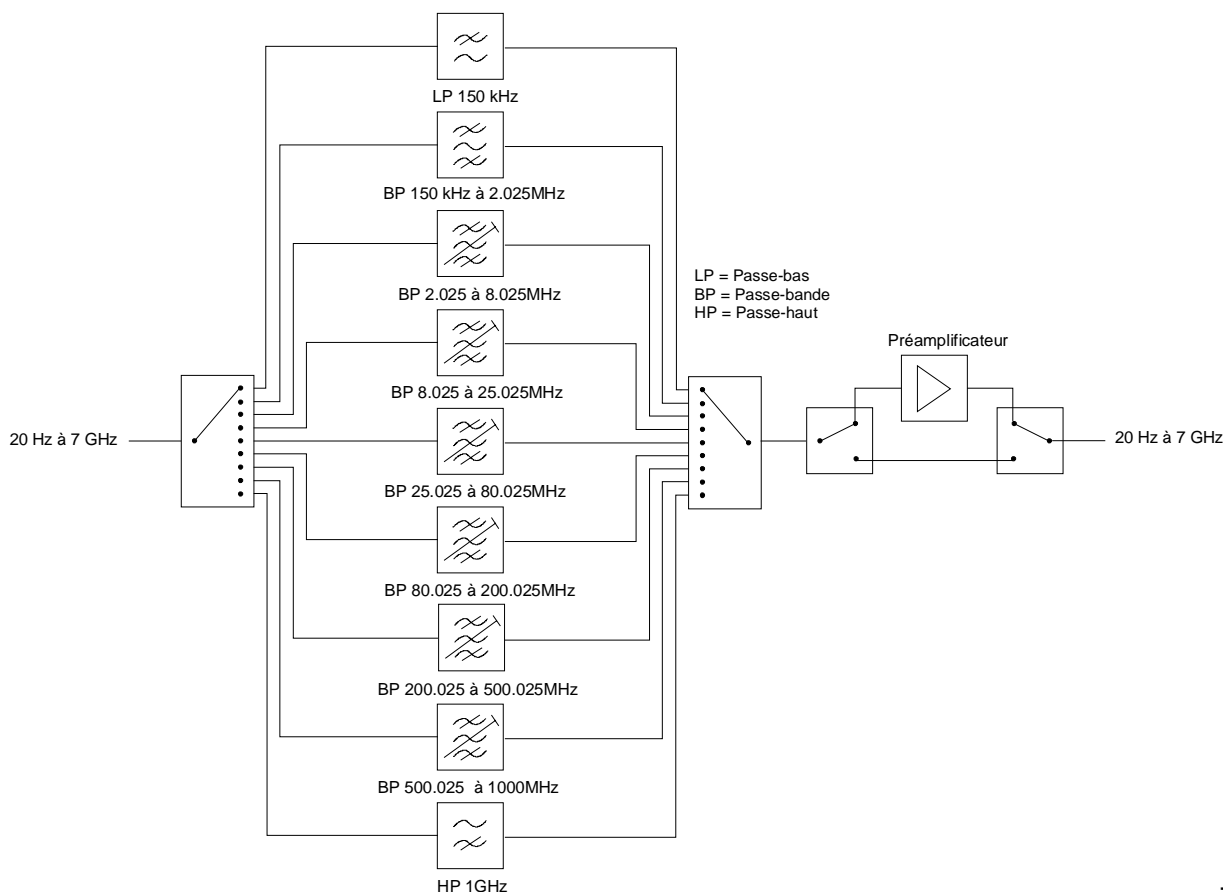 LP 150 kHz
BP 150 kHz à 2.025MHz
BP 2.025 à 8.025MHz
LP = Passe-bas
BP = Passe-bande
HP = Passe-haut
Préamplificateur
BP 8.025 à 25.025MHz
20 Hz à 7 GHz
20 Hz à 7 GHz
BP 25.025 à 80.025MHz
BP 80.025 à 200.025MHz
BP 200.025 à 500.025MHz
BP 500.025 à 1000MHz
HP 1GHz
.